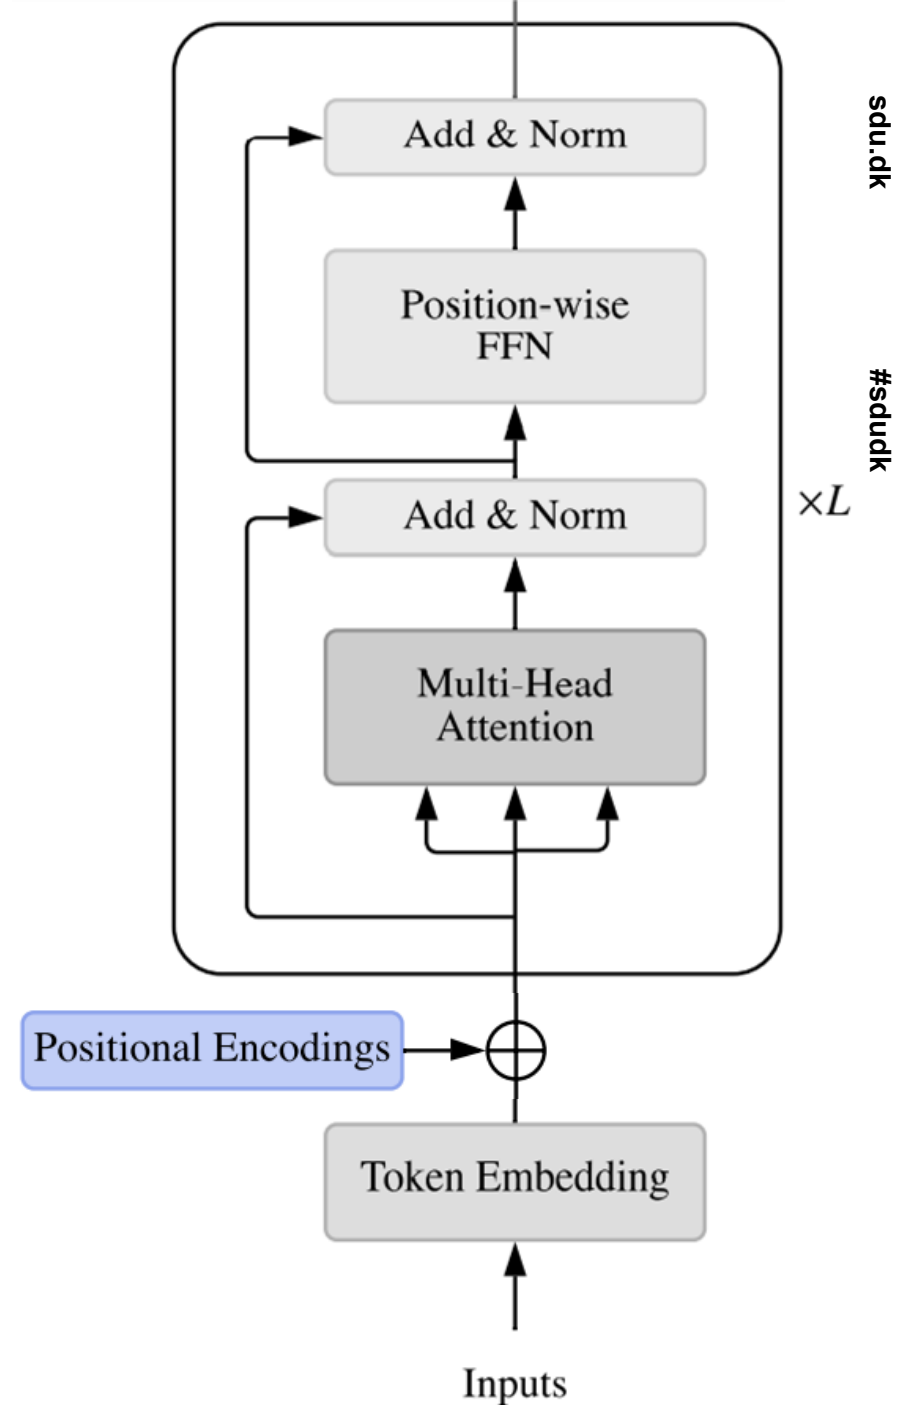 Add & Norm
Position-wise
FFN
Add & Norm
Multi-Head
Attention
×L
Positional Encodings
Token Embedding
Inputs
sdu.dk
#sdudk